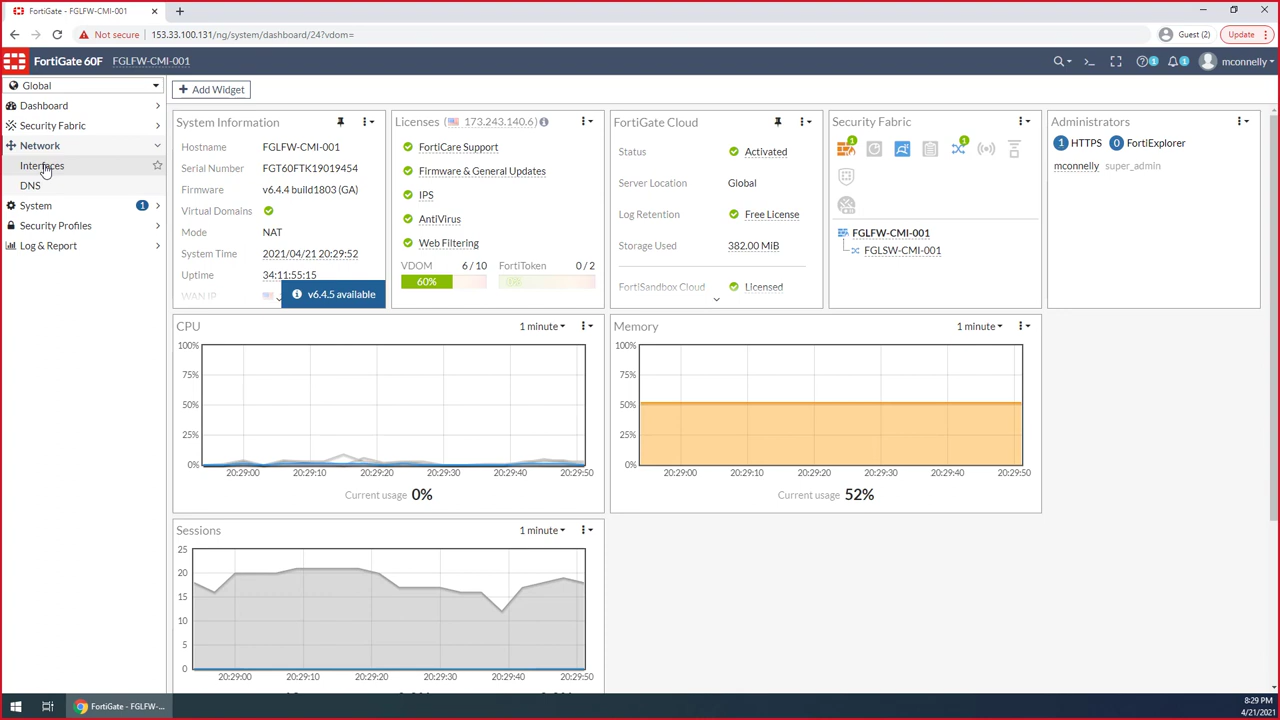 FortiGate - FGLFW-CMI-001
Not secure 153.33.100.131/ng/system/dashboard/24?vdom=
Guest (2)
Update
FortiGate 60F FGLFW-CMI-001
1
1
mconnelly
Global
Dashboard
Security Fabric
Network
Interfaces
DNS
System 1
Security Profiles
Log & Report
Add Widget
System Information
Hostname FGLFW-CMI-001
Serial Number FGT60FTK19019454
Firmware v6.4.4 build1803 (GA)
Virtual Domains
Mode NAT
System Time 2021/04/21 20:29:52
Uptime 34:11:55:15
WAN IP
v6.4.5 available
Licenses ( 173.243.140.6)
FortiCare Support
Firmware & General Updates
IPS
AntiVirus
Web Filtering
VDOM 6 / 10
60%
FortiToken 0 / 2
0%
FortiGate Cloud
Status Activated
Server Location Global
Log Retention Free License
Storage Used 382.00 MiB
FortiSandbox Cloud Licensed
Security Fabric
1
1
FGLFW-CMI-001
FGLSW-CMI-001
Administrators
1 HTTPS 0 FortiExplorer
mconnelly super_admin
CPU 1 minute
100%
75%
50%
25%
0%
20:29:00 20:29:10 20:29:20 20:29:30 20:29:40 20:29:50
Current usage 0%
Memory 1 minute
100%
75%
50%
25%
0%
20:29:00 20:29:10 20:29:20 20:29:30 20:29:40 20:29:50
Current usage 52%
Sessions 1 minute
25
20
15
10
5
0
20:29:00 20:29:10 20:29:20 20:29:30 20:29:40 20:29:50
FortiGate - FGLFW-...
8:29 PM
4/21/2021